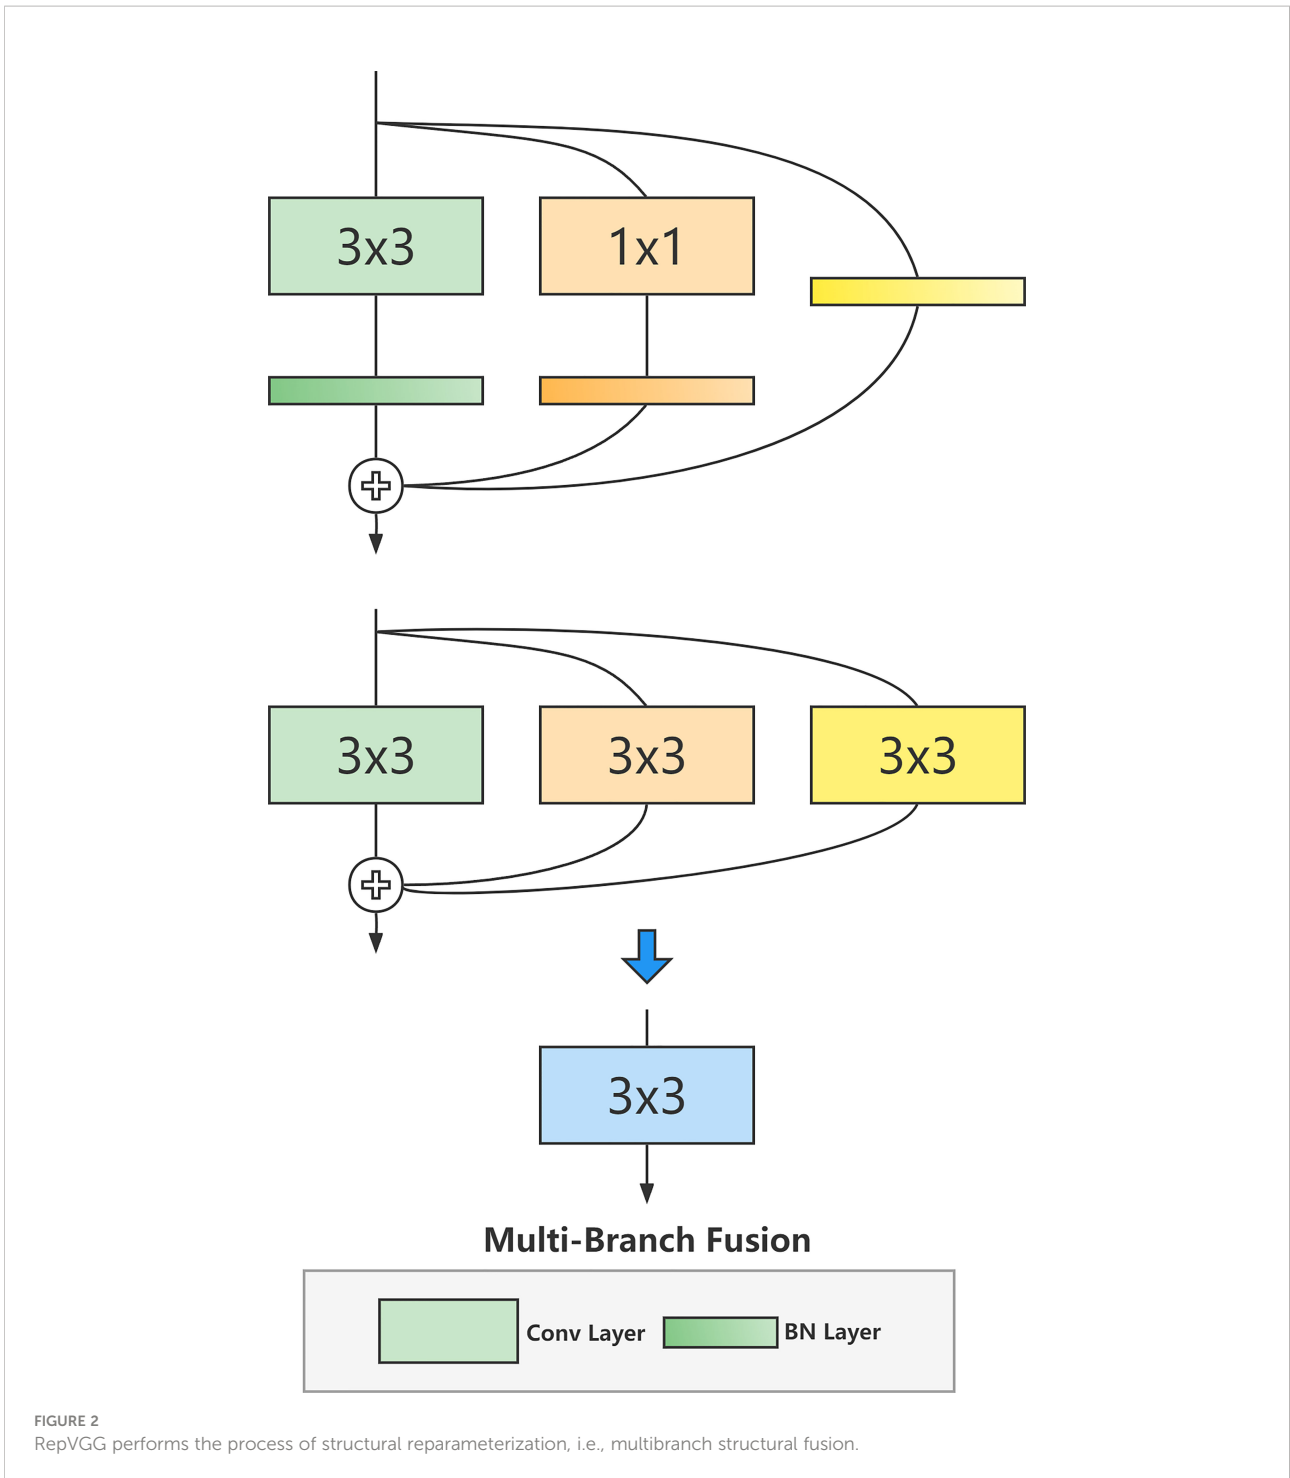 3x3
1x1
3x3
3x3
3x3
3x3
Multi-Branch Fusion
Conv Layer
BN Layer
FIGURE 2
RepVGG performs the process of structural reparameterization, i.e., multibranch structural fusion.